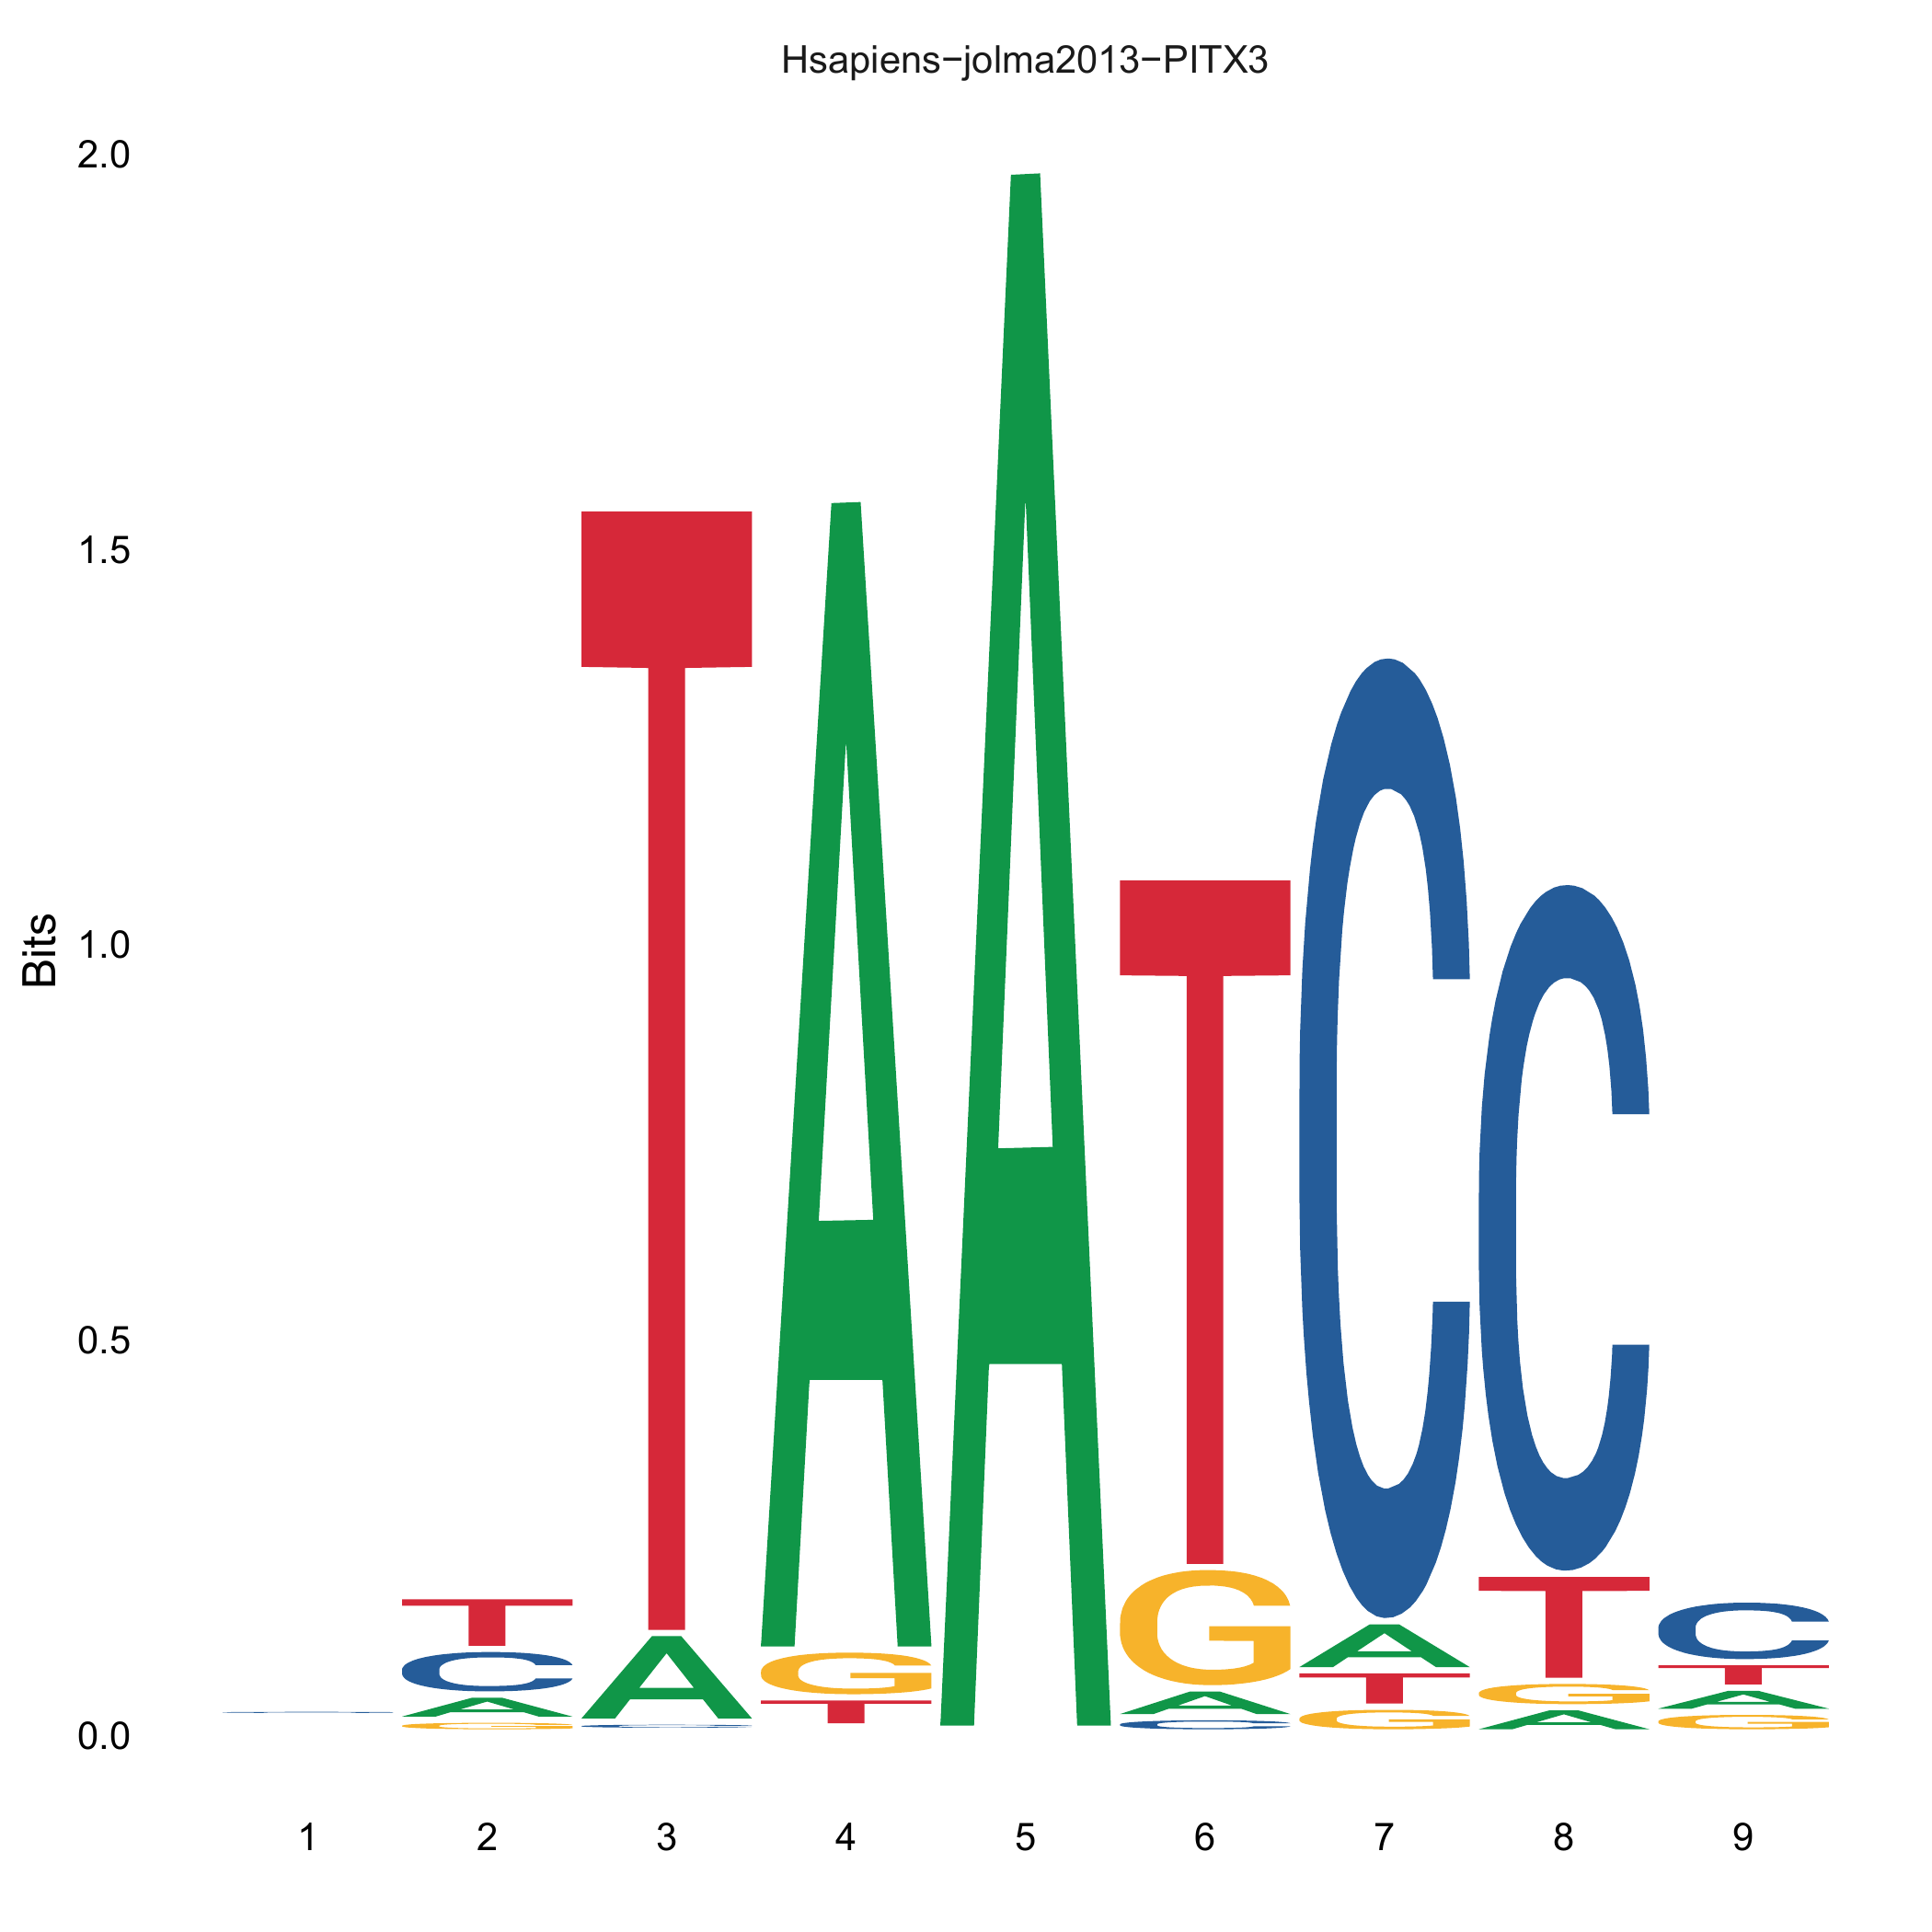 Hsapiens−jolma2013−PITX3
2.0
1.5
1.0
0.5
0.0
Bits
T C A G
T A C
A G T
A
T G A C
C A T G
C T G A
C T A G
1 2 3 4 5 6 7 8 9